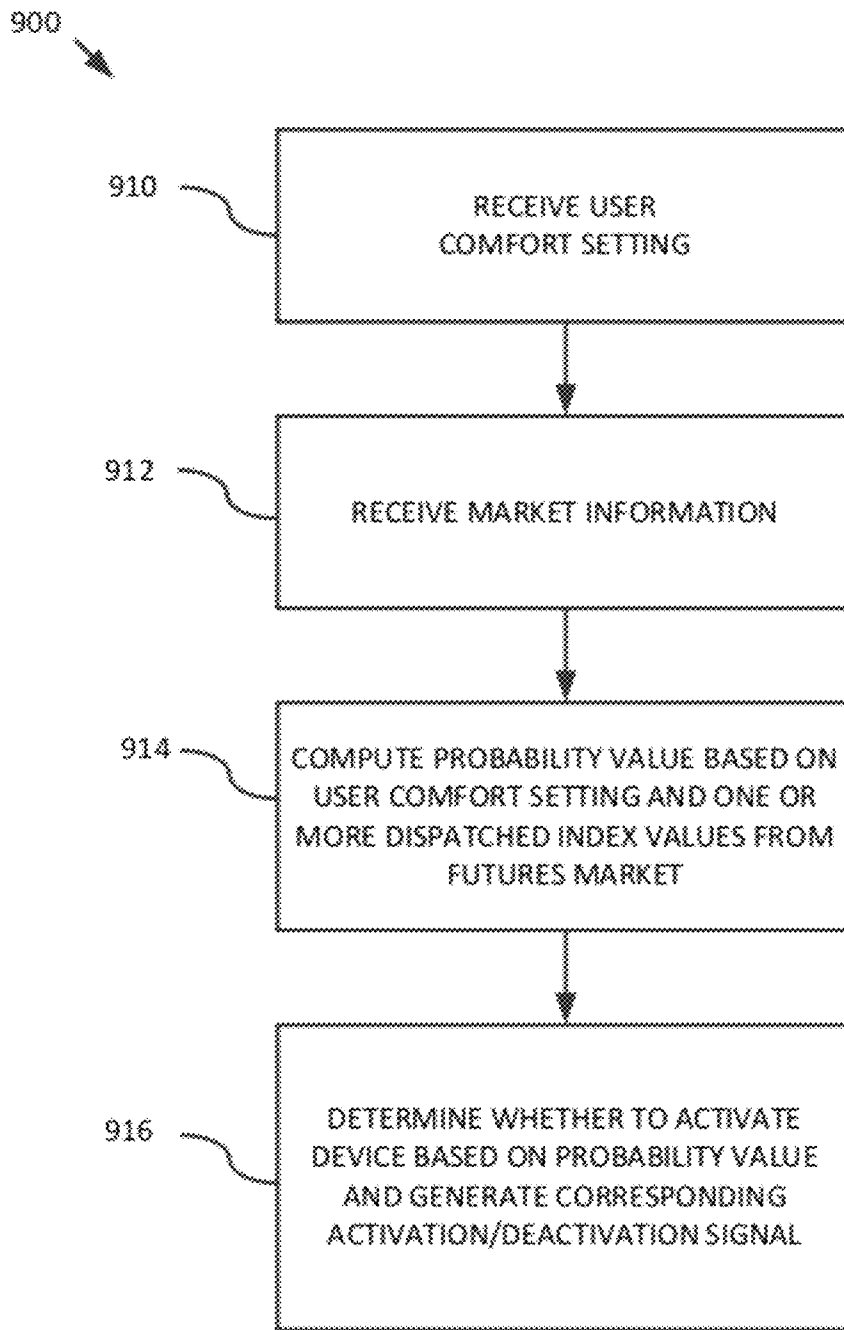 900
910
RECEIVE USER
COMFORT SETTING
912
RECEIVE MARKET INFORMATION
914
COMPUTE PROBABILITY VALUE BASED ON
USER COMFORT SETTING AND ONE OR
MORE DISPATCHED INDEX VALUES FROM
FUTURES MARKET
916
DETERMINE WHETHER TO ACTIVATE
DEVICE BASED ON PROBABILITY VALUE
AND GENERATE CORRESPONDING
ACTIVATION/DEACTIVATION SIGNAL